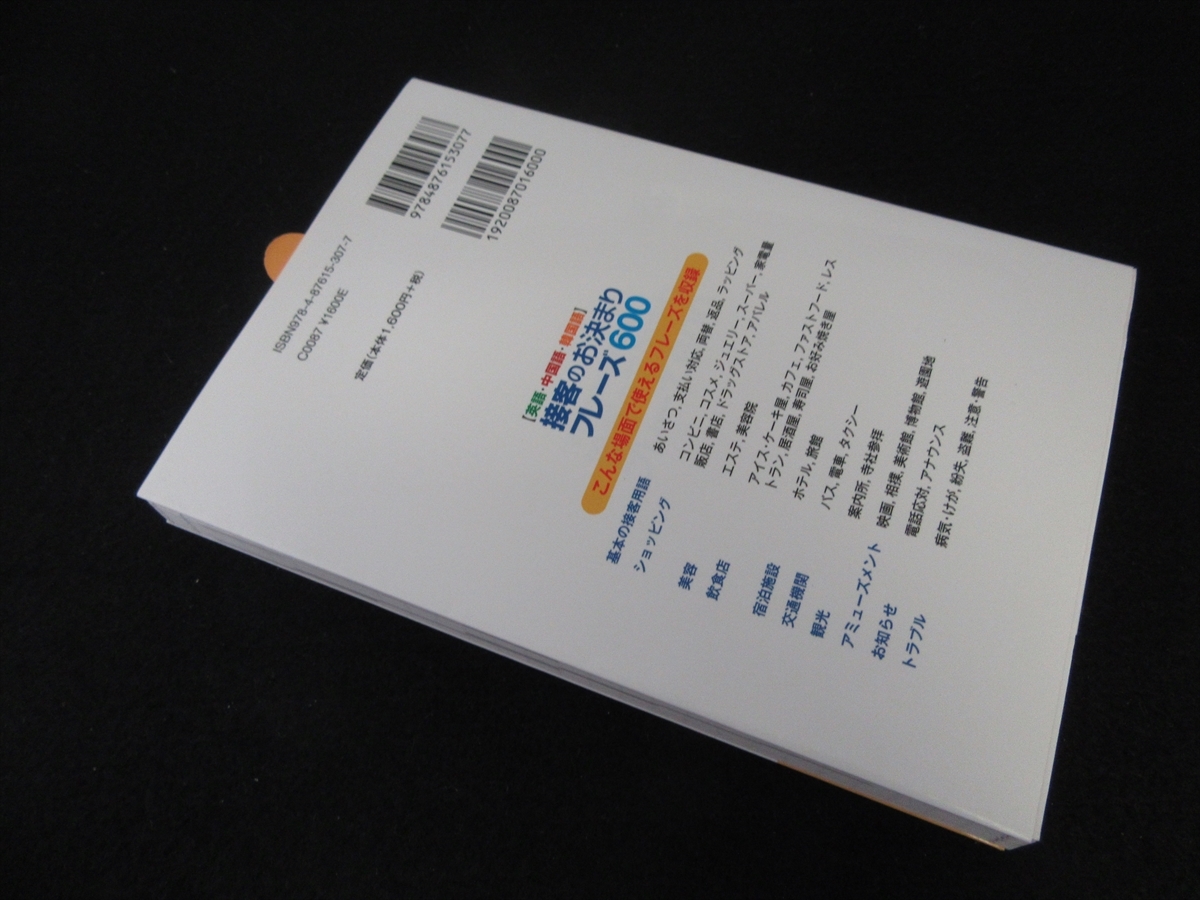 9784876153077
1920087016000
ISBN978-4-87615-307-7
C0087 ¥1600E
定価(本体1,600円+税)
[英語・中国語・韓国語]
接客のお決まり
フレーズ600
こんな場面で使えるフレーズを収録
基本の接客用語 あいさつ, 支払い対応, 両替, 返品, ラッピング
ショッピング コンビニ, コスメ, ジュエリー, スーパー, 家電量
販店, 書店, ドラッグストア, アパレル
美容 エステ, 美容院
飲食店 アイス・ケーキ屋, カフェ, ファストフード, レス
トラン, 居酒屋, 寿司屋, お好み焼き屋
宿泊施設 ホテル, 旅館
交通機関 バス, 電車, タクシー
観光 案内所, 寺社参拝
アミューズメント 映画, 相撲, 美術館, 博物館, 遊園地
お知らせ 電話応対, アナウンス
トラブル 病気・けが, 紛失, 盗難, 注意・警告